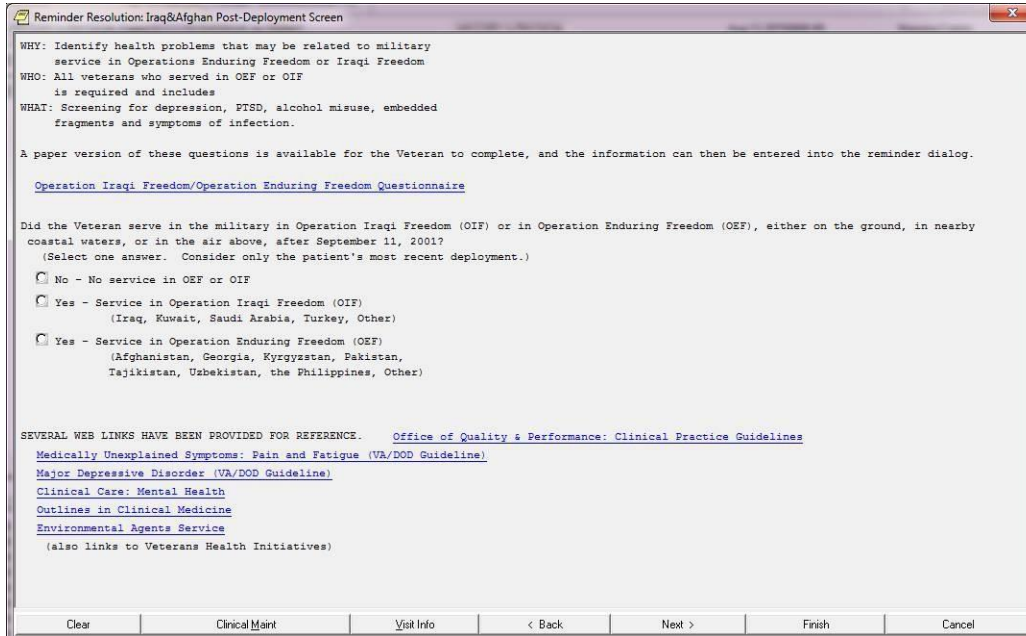 Reminder Resolution: Iraq&Afghan Post-Deployment Screen
WHY: Identify health problems that may be related to military
service in Operations Enduring Freedom or Iraqi Freedom
WHO: All veterans who served in OEF or OIF
is required and includes
WHAT: Screening for depression, PTSD, alcohol misuse, embedded
fragments and symptoms of infection.
A paper version of these questions is available for the Veteran to complete, and the information can then be entered into the reminder dialog.
Operation Iraqi Freedom/Operation Enduring Freedom Questionnaire
Did the Veteran serve in the military in Operation Iraqi Freedom (OIF) or in Operation Enduring Freedom (OEF), either on the ground, in nearby
coastal waters, or in the air above, after September 11, 2001?
(Select one answer. Consider only the patient's most recent deployment.)
No - No service in OEF or OIF
Yes - Service in Operation Iraqi Freedom (OIF)
(Iraq, Kuwait, Saudi Arabia, Turkey, Other)
Yes - Service in Operation Enduring Freedom (OEF)
(Afghanistan, Georgia, Kyrgyzstan, Pakistan,
Tajikistan, Uzbekistan, the Philippines, Other)
SEVERAL WEB LINKS HAVE BEEN PROVIDED FOR REFERENCE. Office of Quality & Performance: Clinical Practice Guidelines
Medically Unexplained Symptoms: Pain and Fatigue (VA/DOD Guideline)
Major Depressive Disorder (VA/DOD Guideline)
Clinical Care: Mental Health
Outlines in Clinical Medicine
Environmental Agents Service
(also links to Veterans Health Initiatives)
Clear Clinical Maint Visit Info < Back Next > Finish Cancel